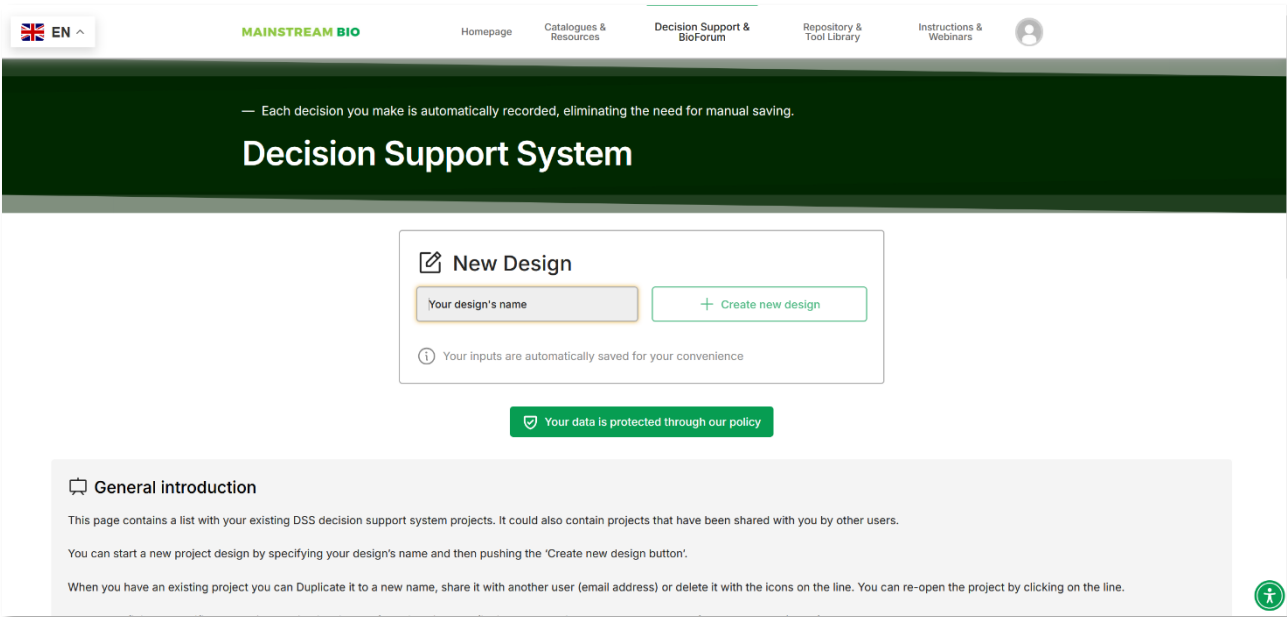 EN
MAINSTREAM BIO
Homepage
Catalogues &
Resources
Decision Support &
BioForum
Repository &
Tool Library
Instructions &
Webinars
— Each decision you make is automatically recorded, eliminating the need for manual saving.
Decision Support System
New Design
Your design's name
+ Create new design
Your inputs are automatically saved for your convenience
Your data is protected through our policy
General introduction
This page contains a list with your existing DSS decision support system projects. It could also contain projects that have been shared with you by other users.
You can start a new project design by specifying your design's name and then pushing the ‘Create new design button’.
When you have an existing project you can Duplicate it to a new name, share it with another user (email address) or delete it with the icons on the line. You can re-open the project by clicking on the line.